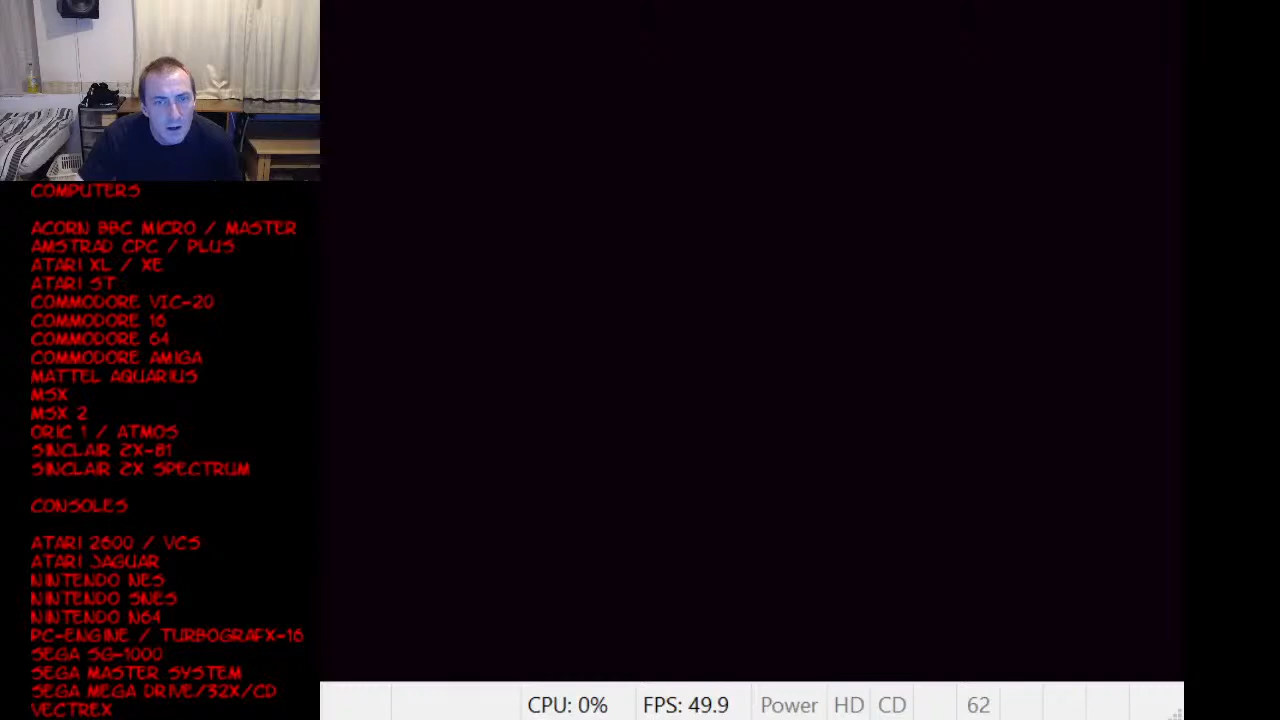 COMPUTERS
ACORN BBC MICRO / MASTER
AMSTRAD CPC / PLUS
ATARI XL / XE
ATARI ST
COMMODORE VIC-20
COMMODORE 16
COMMODORE 64
COMMODORE AMIGA
MATTEL AQUARIUS
MSX
MSX 2
ORIC 1 / ATMOS
SINCLAIR ZX-81
SINCLAIR ZX SPECTRUM
CONSOLES
ATARI 2600 / VCS
ATARI JAGUAR
NINTENDO NES
NINTENDO SNES
NINTENDO N64
PC-ENGINE / TURBOGRAFX-16
SEGA SG-1000
SEGA MASTER SYSTEM
SEGA MEGA DRIVE/32X/CD
VECTREX
CPU: 0% FPS: 49.9 Power HD CD 62